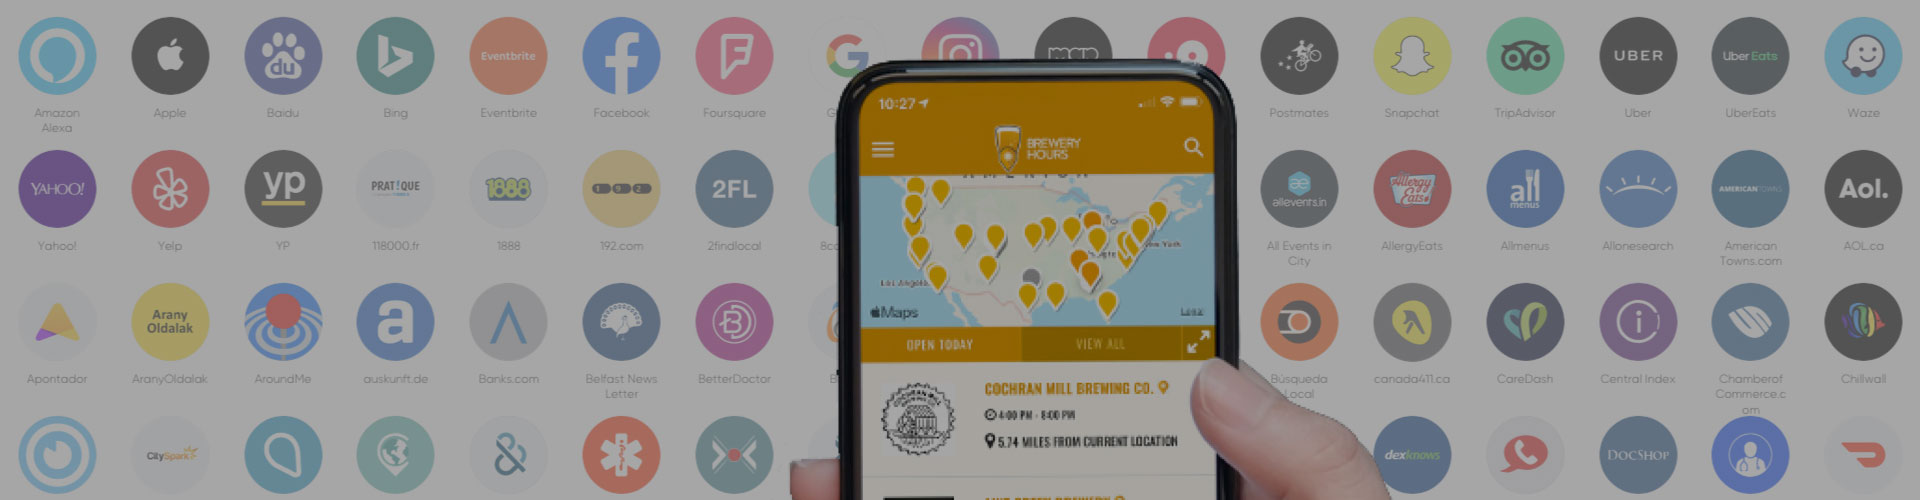 Eventbrite
du
UBER
Uber Eats
Amazon
Alexa
Apple
Baidu
Bing
Eventbrite
Facebook
Foursquare
Postmates
Snapchat
TripAdvisor
Uber
UberEats
Waze
YAHOO!
yp
PRAT!QUE
1888
192
2FL
allevents.in
Allergy
Eats!
all
menus
AMERICANTOWNS
Aol.
Yahoo!
Yelp
YP
118000.fr
1888
192.com
2findlocal
All Events in
City
AllergyEats
Allmenus
Allonesearch
American
Towns.com
AOL.ca
Arany
Oldalak
a
B
Apontador
AranyOldalak
AroundMe
auskunft.de
Banks.com
Belfast News
Letter
BetterDoctor
Búsqueda
Local
canada411.ca
CareDash
Central Index
Chamberof
Commerce.c
om
Chillwall
CitySpark
dexknows
DOCSHOP
10:27
BREWERY
HOURS
Los Angeles
New York
Maps
Legal
OPEN TODAY
VIEW ALL
COCHRAN MILL BREWING CO.
4:00 PM - 8:00 PM
5.74 MILES FROM CURRENT LOCATION